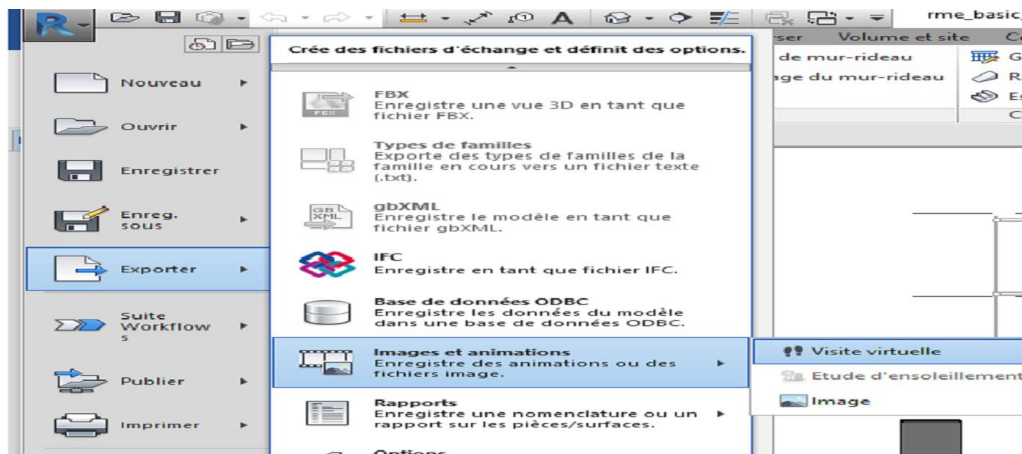 rme_basic_
Crée des fichiers d'échange et définit des options.
Nouveau
Ouvrir
Enregistrer
Enreg.
sous
Exporter
Suite
Workflow
s
Publier
Imprimer
FBX
Enregistre une vue 3D en tant que
fichier FBX.
Types de familles
Exporte des types de familles de la
famille en cours vers un fichier texte
(.txt).
gbXML
Enregistre le modèle en tant que
fichier gbXML.
IFC
Enregistre en tant que fichier IFC.
Base de données ODBC
Enregistre les données du modèle
dans une base de données ODBC.
Images et animations
Enregistre des animations ou des
fichiers image.
Rapports
Enregistre une nomenclature ou un
rapport sur les pièces/surfaces.
Options
Visite virtuelle
Etude d'ensoleillement
Image
Volume et site
de mur-rideau
du mur-rideau